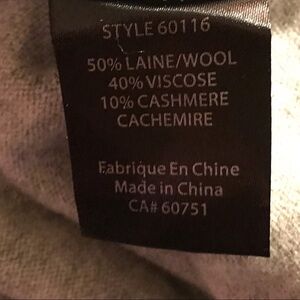 STYLE 60116
50% LAINE/WOOL
40% VISCOSE
10% CASHMERE
CACHEMIRE
Fabrique En Chine
Made in China
CA# 60751